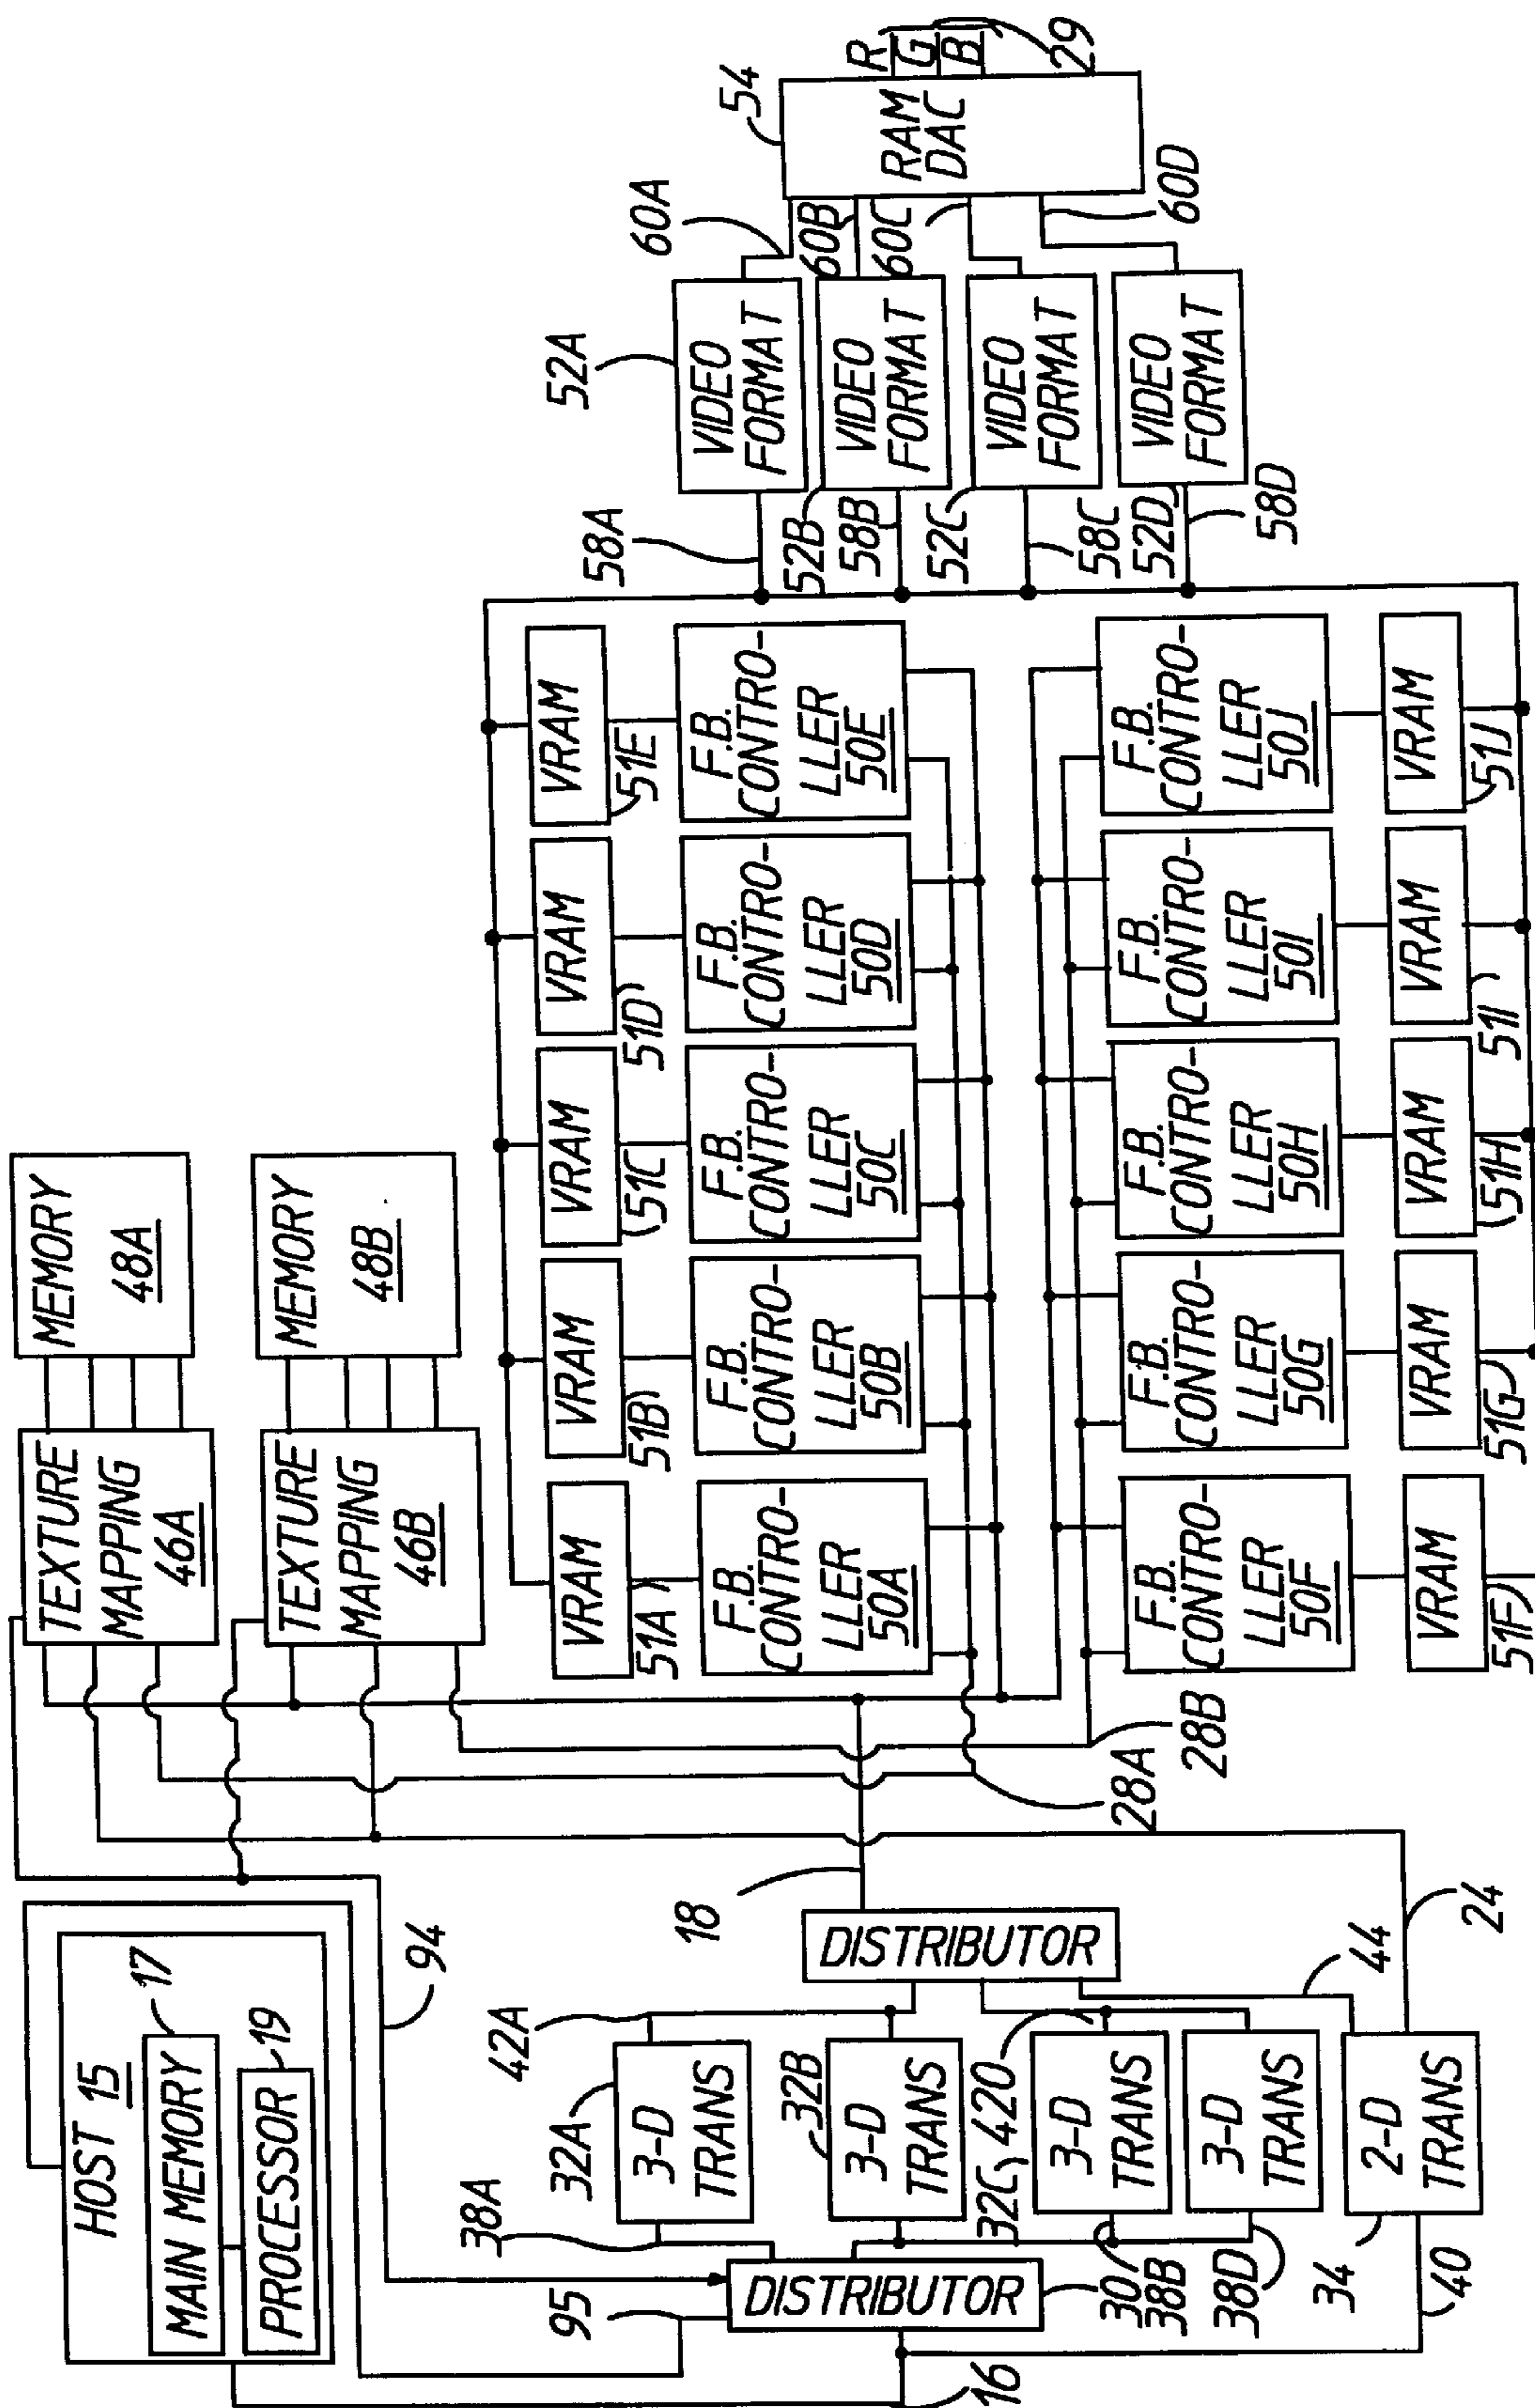 HOST 15
MAIN MEMORY
17
PROCESSOR
19
94
95
16
DISTRIBUTOR
30
38A
38B
38D
40
32A
3-D
TRANS
32B
3-D
TRANS
32C
3-D
TRANS
3-D
TRANS
34
2-D
TRANS
42A
420
44
24
DISTRIBUTOR
18
28A
28B
TEXTURE
MAPPING
46A
MEMORY
48A
TEXTURE
MAPPING
46B
MEMORY
48B
VRAM
51A
VRAM
51B
VRAM
51C
VRAM
51D
VRAM
51E
F.B.
CONTRO-
LLER
50A
F.B.
CONTRO-
LLER
50B
F.B.
CONTRO-
LLER
50C
F.B.
CONTRO-
LLER
50D
F.B.
CONTRO-
LLER
50E
F.B.
CONTRO-
LLER
50F
F.B.
CONTRO-
LLER
50G
F.B.
CONTRO-
LLER
50H
F.B.
CONTRO-
LLER
50I
F.B.
CONTRO-
LLER
50J
VRAM
51F
VRAM
51G
VRAM
51H
VRAM
51I
VRAM
51J
58A
52A
VIDEO
FORMAT
60A
52B
58B
VIDEO
FORMAT
60B
52C
58C
VIDEO
FORMAT
60C
52D
58D
VIDEO
FORMAT
60D
54
RAM
DAC
R
G
B
29